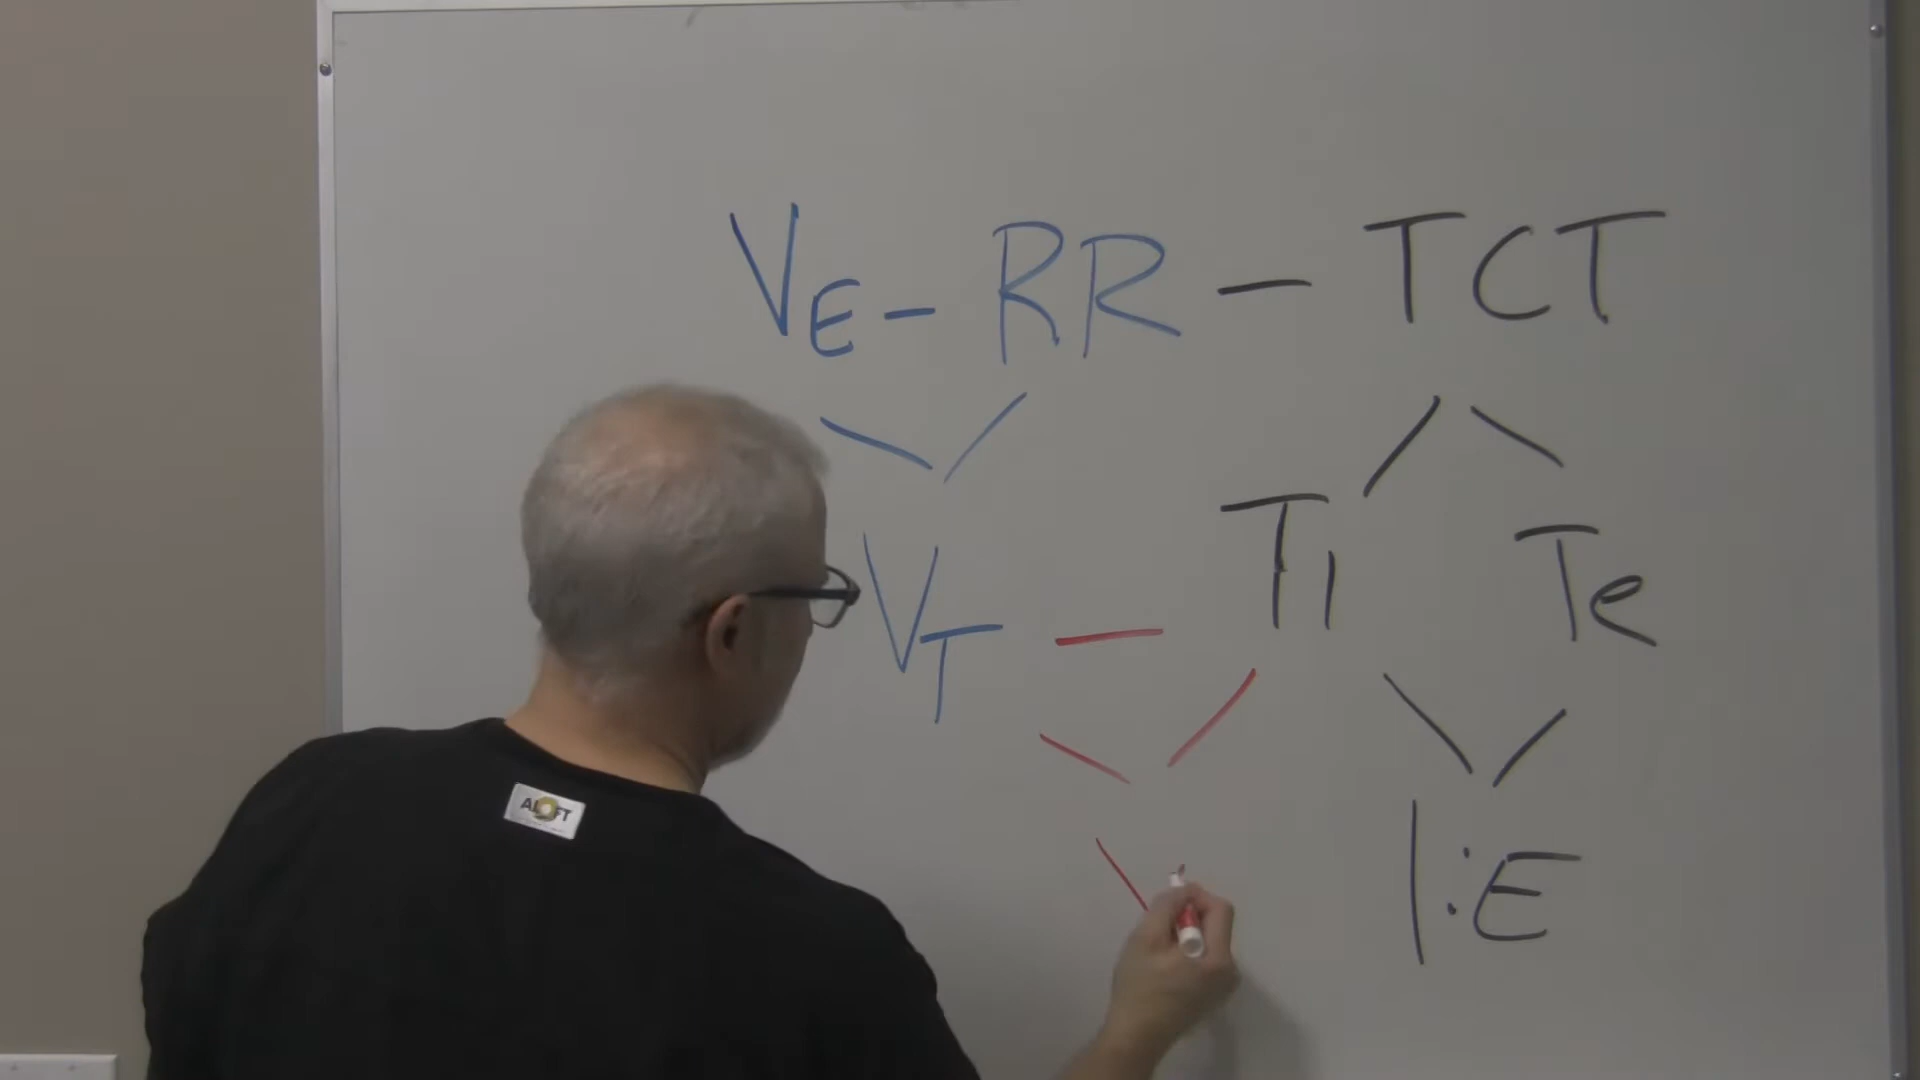 VE - RR - TCT
VT - TI Te
I:E
ALOFT